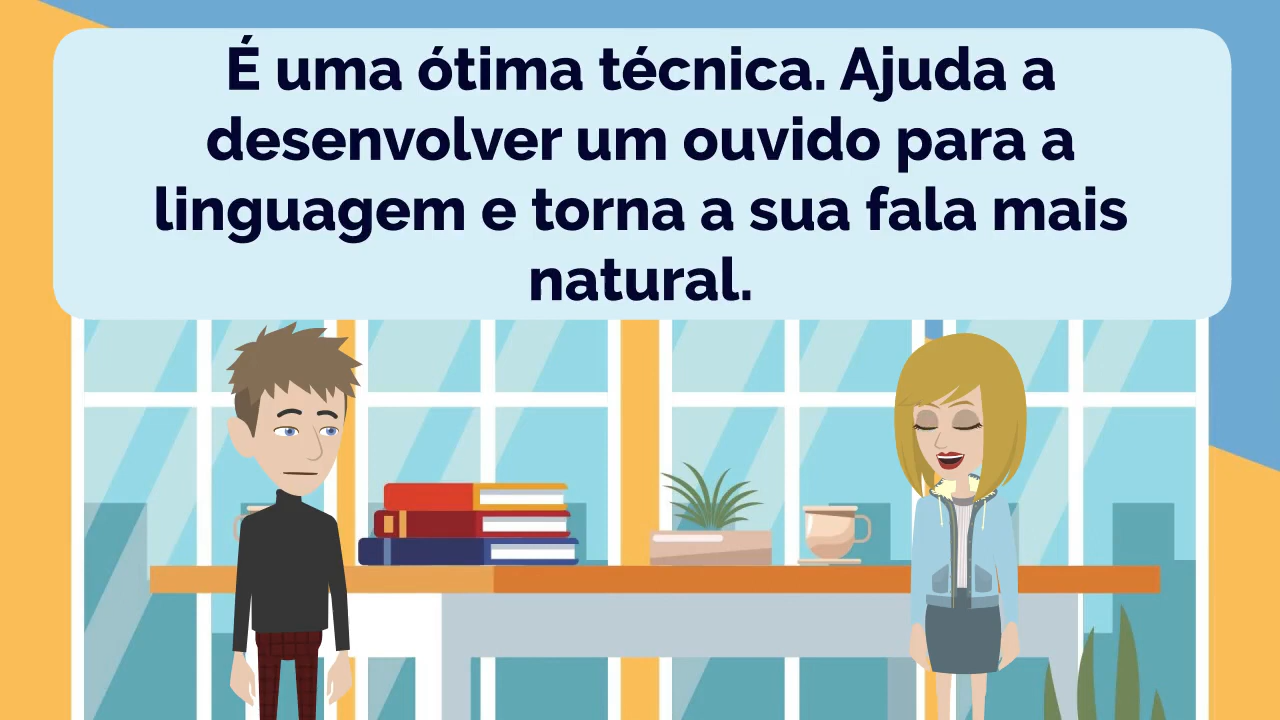 É uma ótima técnica. Ajuda a
desenvolver um ouvido para a
linguagem e torna a sua fala mais
natural.